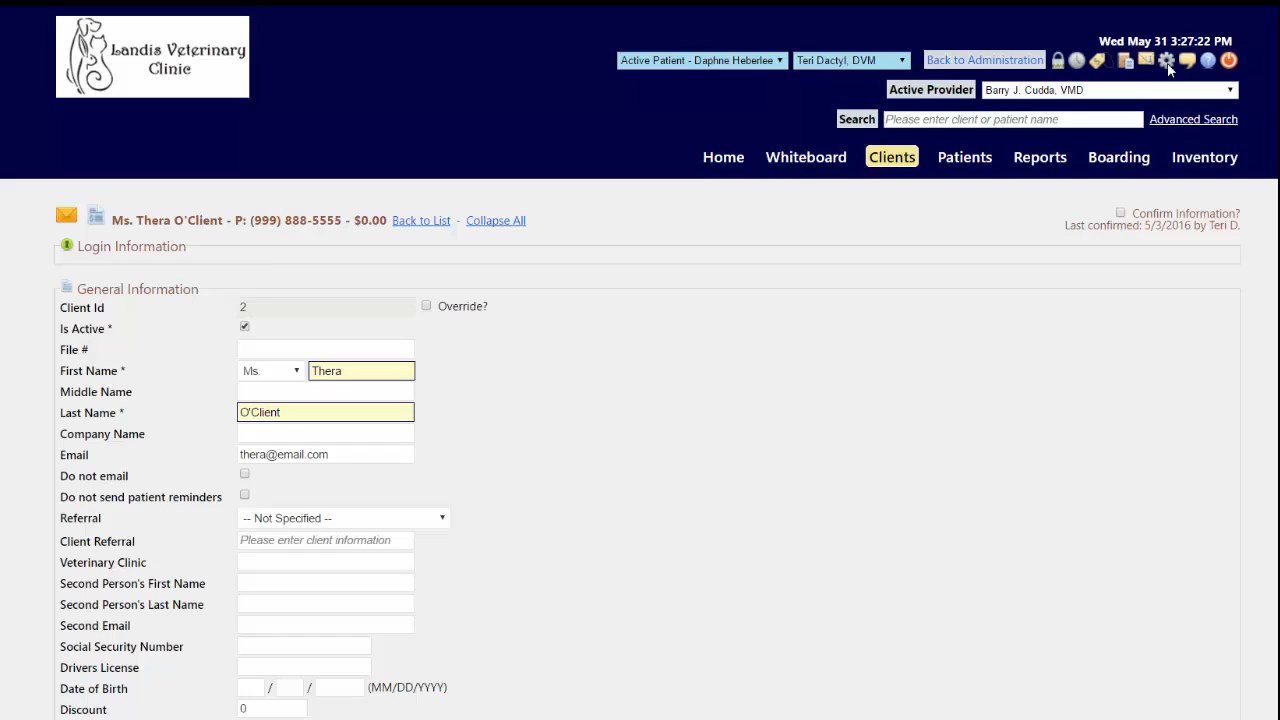 Landis Veterinary
Clinic
Wed May 31 3:27:22 PM
Active Patient - Daphne Heberlee
Teri Dactyl, DVM
Back to Administration
Active Provider
Barry J. Cudda, VMD
Search
Please enter client or patient name
Advanced Search
Home
Whiteboard
Clients
Patients
Reports
Boarding
Inventory
Ms. Thera O'Client - P: (999) 888-5555 - $0.00 Back to List - Collapse All
Confirm Information?
Last confirmed: 5/3/2016 by Teri D.
Login Information
General Information
Client Id 2 Override?
Is Active *
File #
First Name * Ms. Thera
Middle Name
Last Name * O'Client
Company Name
Email thera@email.com
Do not email
Do not send patient reminders
Referral -- Not Specified --
Client Referral Please enter client information
Veterinary Clinic
Second Person's First Name
Second Person's Last Name
Second Email
Social Security Number
Drivers License
Date of Birth / / (MM/DD/YYYY)
Discount 0